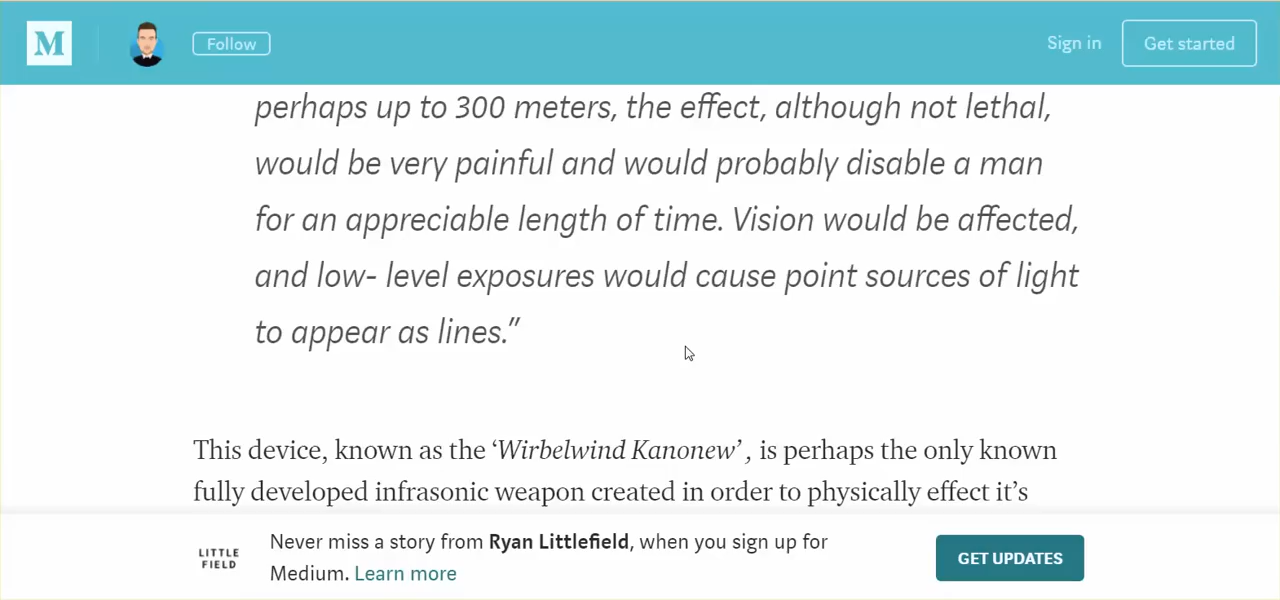 M
Follow
Sign in
Get started
perhaps up to 300 meters, the effect, although not lethal,
would be very painful and would probably disable a man
for an appreciable length of time. Vision would be affected,
and low- level exposures would cause point sources of light
to appear as lines.”
This device, known as the ‘Wirbelwind Kanonew’, is perhaps the only known
fully developed infrasonic weapon created in order to physically effect it’s
LITTLE
FIELD
Never miss a story from Ryan Littlefield, when you sign up for
Medium. Learn more
GET UPDATES